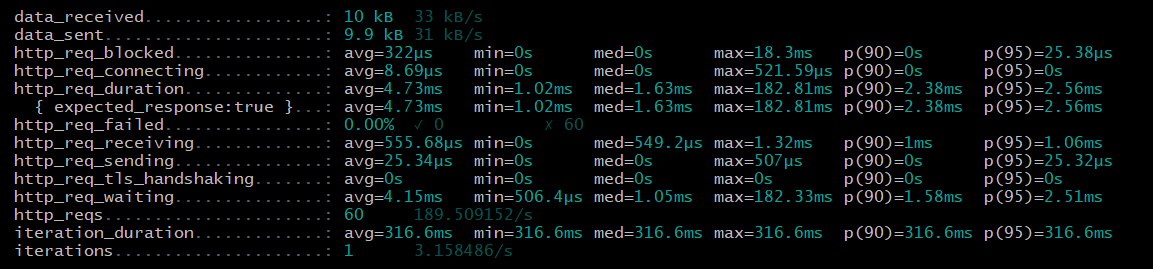 data_received..................: 10 kB 33 kB/s
data_sent......................: 9.9 kB 31 kB/s
http_req_blocked...............: avg=322µs min=0s med=0s max=18.3ms p(90)=0s p(95)=25.38µs
http_req_connecting............: avg=8.69µs min=0s med=0s max=521.59µs p(90)=0s p(95)=0s
http_req_duration..............: avg=4.73ms min=1.02ms med=1.63ms max=182.81ms p(90)=2.38ms p(95)=2.56ms
{ expected_response:true }...: avg=4.73ms min=1.02ms med=1.63ms max=182.81ms p(90)=2.38ms p(95)=2.56ms
http_req_failed................: 0.00% ✓ 0 ✗ 60
http_req_receiving.............: avg=555.68µs min=0s med=549.2µs max=1.32ms p(90)=1ms p(95)=1.06ms
http_req_sending...............: avg=25.34µs min=0s med=0s max=507µs p(90)=0s p(95)=25.32µs
http_req_tls_handshaking.......: avg=0s min=0s med=0s max=0s p(90)=0s p(95)=0s
http_req_waiting...............: avg=4.15ms min=506.4µs med=1.05ms max=182.33ms p(90)=1.58ms p(95)=2.51ms
http_reqs......................: 60 189.509152/s
iteration_duration.............: avg=316.6ms min=316.6ms med=316.6ms max=316.6ms p(90)=316.6ms p(95)=316.6ms
iterations.....................: 1 3.158486/s